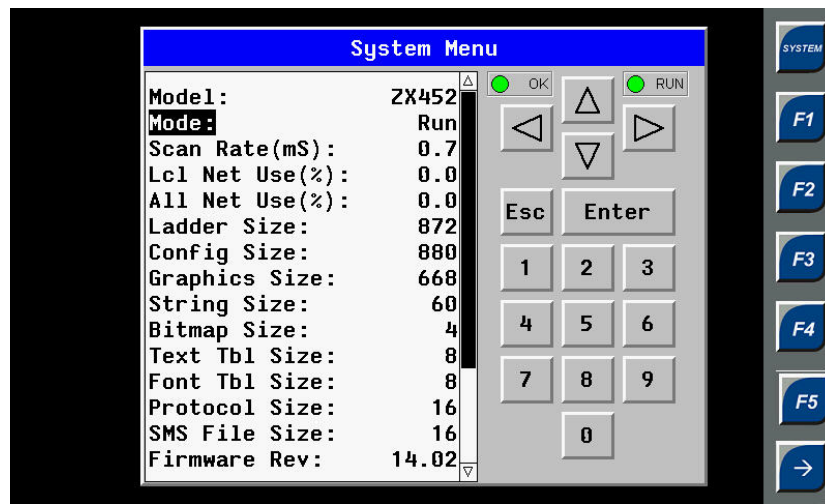 System Menu
Model: ZX452
Mode: Run
Scan Rate(mS): 0.7
Lcl Net Use(%): 0.0
All Net Use(%): 0.0
Ladder Size: 872
Config Size: 880
Graphics Size: 668
String Size: 60
Bitmap Size: 4
Text Tbl Size: 8
Font Tbl Size: 8
Protocol Size: 16
SMS File Size: 16
Firmware Rev: 14.02
OK
RUN
Esc
Enter
1 2 3
4 5 6
7 8 9
0
SYSTEM
F1
F2
F3
F4
F5